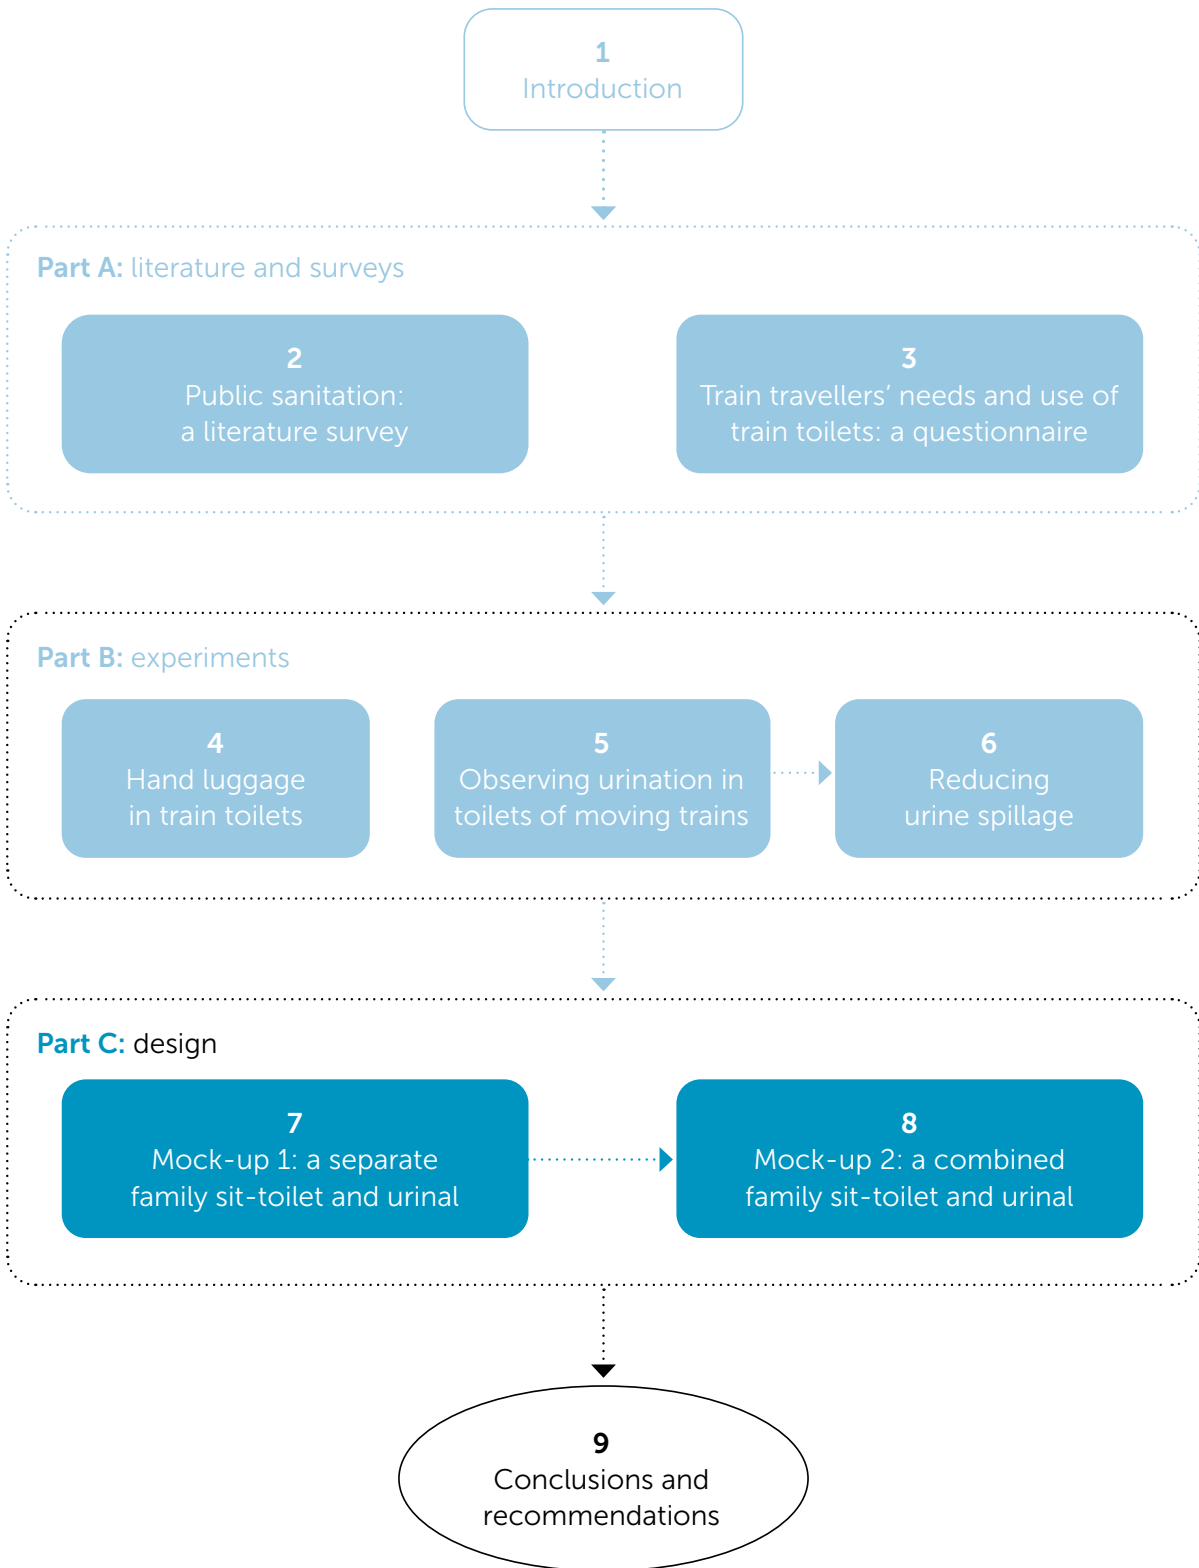 1
Introduction
Part A: literature and surveys
2
Public sanitation:
a literature survey
3
Train travellers’ needs and use of
train toilets: a questionnaire
Part B: experiments
4
Hand luggage
in train toilets
5
Observing urination in
toilets of moving trains
6
Reducing
urine spillage
Part C: design
7
Mock-up 1: a separate
family sit-toilet and urinal
8
Mock-up 2: a combined
family sit-toilet and urinal
9
Conclusions and
recommendations